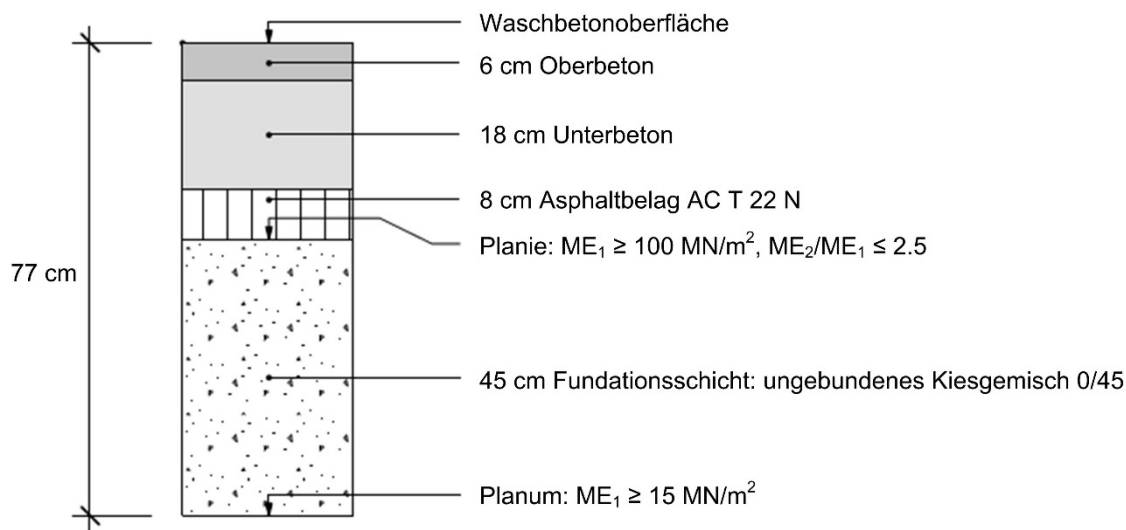 Waschbetonoberfläche
6 cm Oberbeton
18 cm Unterbeton
8 cm Asphaltbelag AC T 22 N
Planie: ME₁ ≥ 100 MN/m², ME₂/ME₁ ≤ 2.5
77 cm
45 cm Fundationsschicht: ungebundenes Kiesgemisch 0/45
Planum: ME₁ ≥ 15 MN/m²